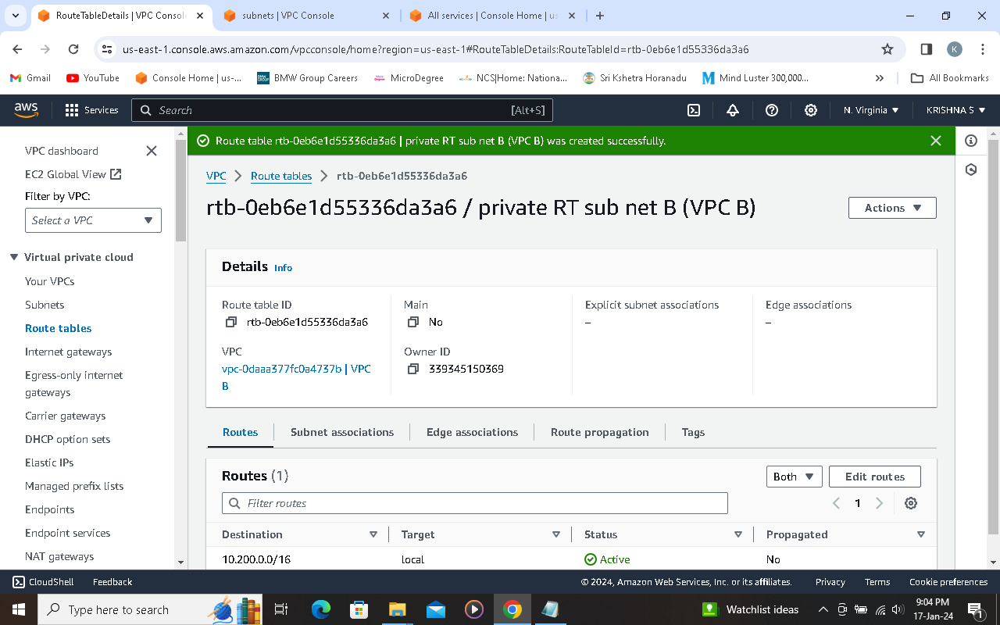 RouteTableDetails | VPC Consol
subnets | VPC Console
All services | Console Home | us
us-east-1.console.aws.amazon.com/vpcconsole/home?region=us-east-1#RouteTableDetails:RouteTableId=rtb-0eb6e1d55336da3a6
K
Gmail
YouTube
Console Home | us-...
BMW Group Careers
MicroDegree
NCS|Home: Nationa...
Sri Kshetra Horanadu
Mind Luster 300,000...
All Bookmarks
aws
Services
Search
[Alt+S]
N. Virginia
KRISHNA S
VPC dashboard
EC2 Global View
Filter by VPC:
Select a VPC
Virtual private cloud
Your VPCs
Subnets
Route tables
Internet gateways
Egress-only internet
gateways
Carrier gateways
DHCP option sets
Elastic IPs
Managed prefix lists
Endpoints
Endpoint services
NAT gateways
Route table rtb-0eb6e1d55336da3a6 | private RT sub net B (VPC B) was created successfully.
VPC
Route tables
rtb-0eb6e1d55336da3a6
rtb-0eb6e1d55336da3a6 / private RT sub net B (VPC B)
Actions
Details Info
Route table ID
rtb-0eb6e1d55336da3a6
Main
No
Explicit subnet associations
–
Edge associations
–
VPC
vpc-0daaa377fc0a4737b | VPC
B
Owner ID
339345150369
Routes
Subnet associations
Edge associations
Route propagation
Tags
Routes (1)
Both
Edit routes
Filter routes
1
Destination
Target
Status
Propagated
10.200.0.0/16
local
Active
No
CloudShell
Feedback
© 2024, Amazon Web Services, Inc. or its affiliates.
Privacy
Terms
Cookie preferences
Type here to search
Watchlist ideas
9:04 PM
17-Jan-24
1